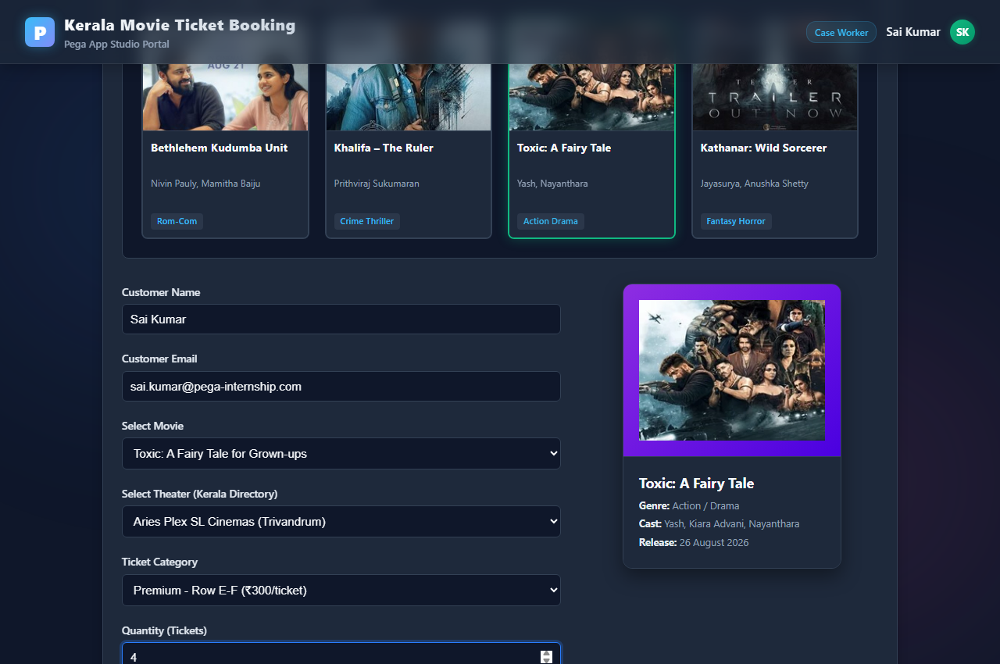 P
Kerala Movie Ticket Booking
Pega App Studio Portal
Case Worker
Sai Kumar
SK
AUG 21
TEASER
TRAILER
OUT NOW
Bethlehem Kudumba Unit
Nivin Pauly, Mamitha Baiju
Rom-Com
Khalifa – The Ruler
Prithviraj Sukumaran
Crime Thriller
Toxic: A Fairy Tale
Yash, Nayanthara
Action Drama
Kathanar: Wild Sorcerer
Jayasurya, Anushka Shetty
Fantasy Horror
Customer Name
Sai Kumar
Customer Email
sai.kumar@pega-internship.com
Select Movie
Toxic: A Fairy Tale for Grown-ups
Select Theater (Kerala Directory)
Aries Plex SL Cinemas (Trivandrum)
Ticket Category
Premium - Row E-F (₹300/ticket)
Quantity (Tickets)
4
Toxic: A Fairy Tale
Genre: Action / Drama
Cast: Yash, Kiara Advani, Nayanthara
Release: 26 August 2026